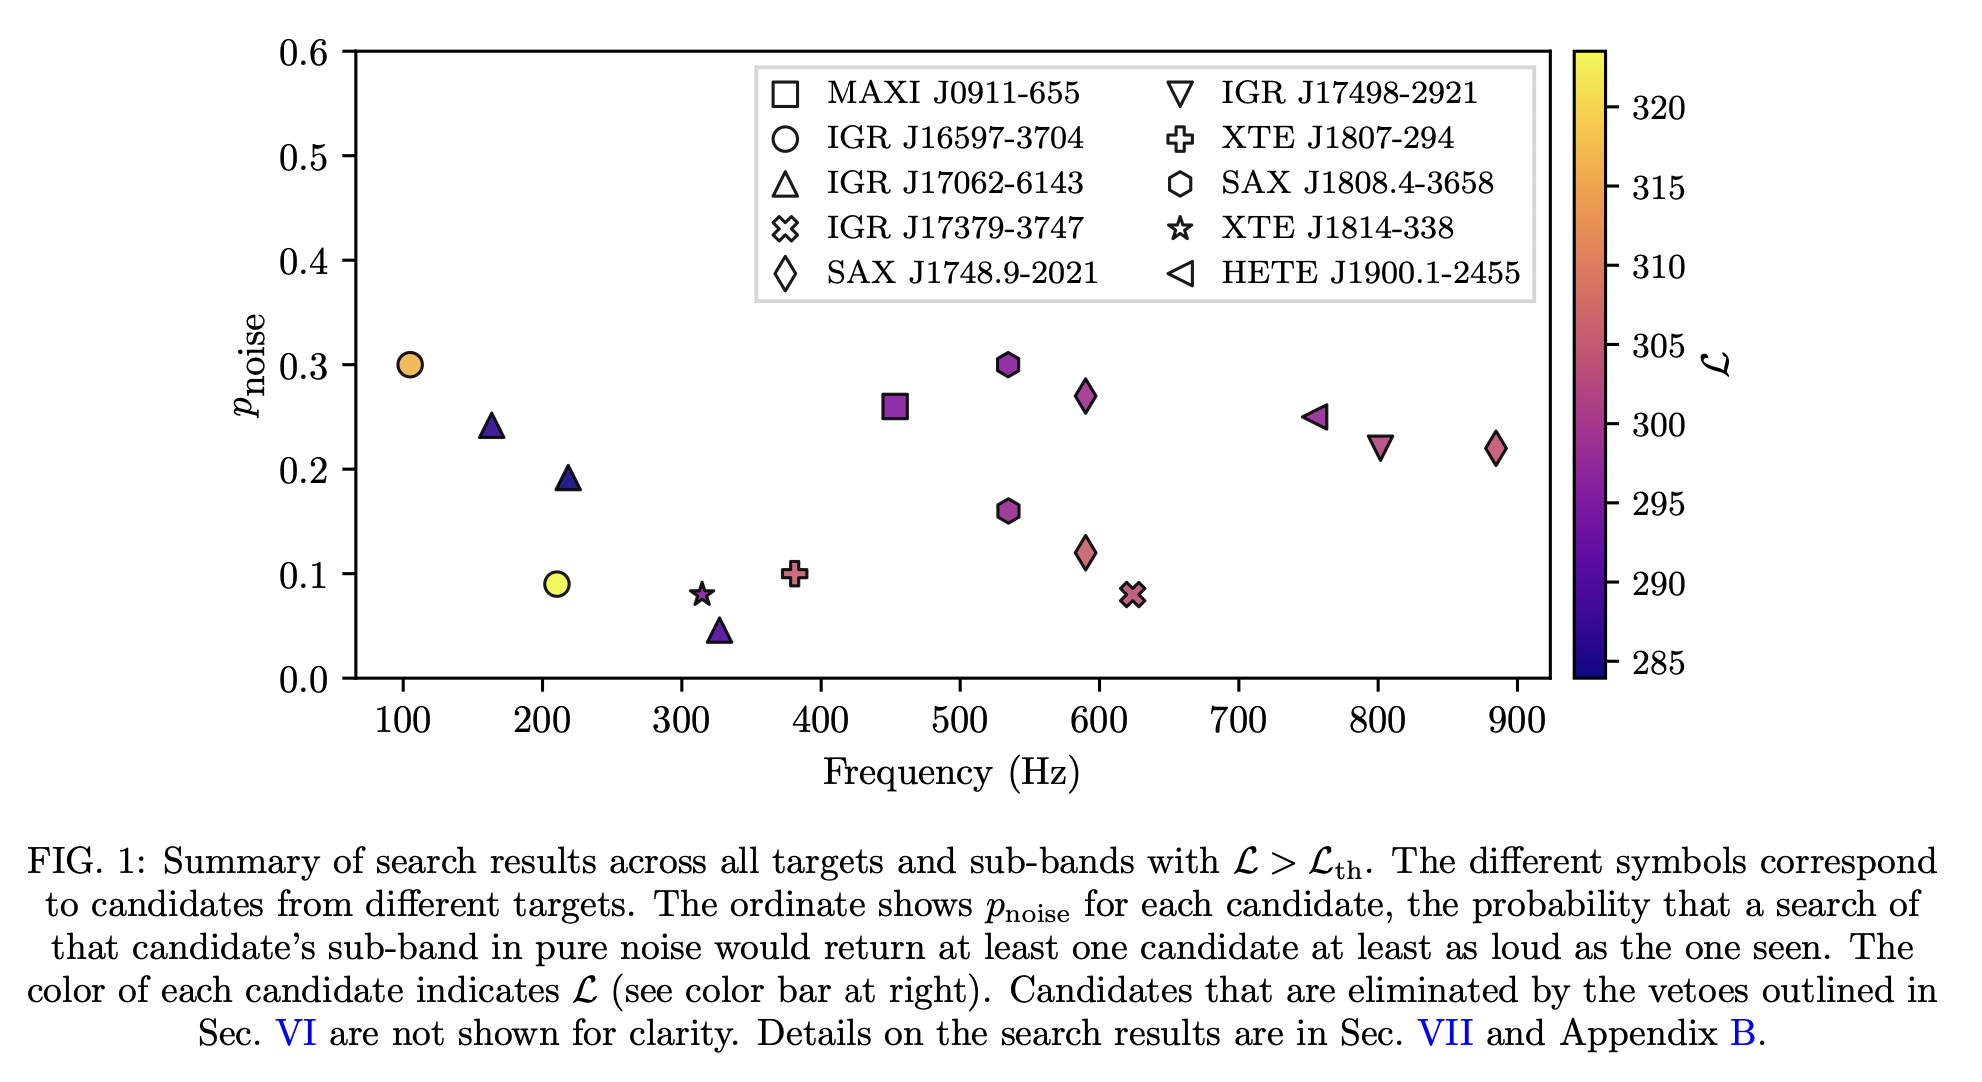 0.6
0.5
0.4
0.3
0.2
0.1
0.0
p_noise
100 200 300 400 500 600 700 800 900
Frequency (Hz)
MAXI J0911-655
IGR J16597-3704
IGR J17062-6143
IGR J17379-3747
SAX J1748.9-2021
IGR J17498-2921
XTE J1807-294
SAX J1808.4-3658
XTE J1814-338
HETE J1900.1-2455
320
315
310
305
300
295
290
285
ℒ
FIG. 1: Summary of search results across all targets and sub-bands with ℒ > ℒ_th. The different symbols correspond
to candidates from different targets. The ordinate shows p_noise for each candidate, the probability that a search of
that candidate's sub-band in pure noise would return at least one candidate at least as loud as the one seen. The
color of each candidate indicates ℒ (see color bar at right). Candidates that are eliminated by the vetoes outlined in
Sec. VI are not shown for clarity. Details on the search results are in Sec. VII and Appendix B.